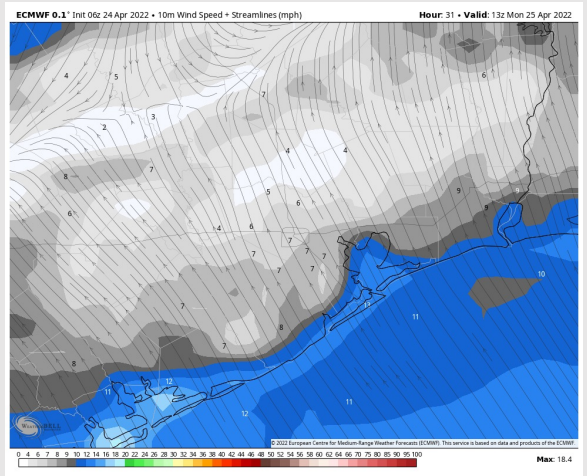 ECMWF 0.1° Init 06z 24 Apr 2022 • 10m Wind Speed + Streamlines (mph)
Hour: 31 • Valid: 13z Mon 25 Apr 2022
4 5 6
7
3
2
4 4
8 7 9 9
5
6 6 9
4 6
7 7 7
7 7 7
10
7 13 11
8
7
8
12
11
11
12
WeatherBELL
© 2022 European Centre for Medium-Range Weather Forecasts (ECMWF). This service is based on data and products of the ECMWF.
0 4 5 6 7 8 9 10 12 14 16 18 20 22 24 26 28 30 32 34 36 38 40 42 44 46 48 50 52 54 56 58 60 62 64 66 70 75 80 85 90 95 100
Max: 18.4